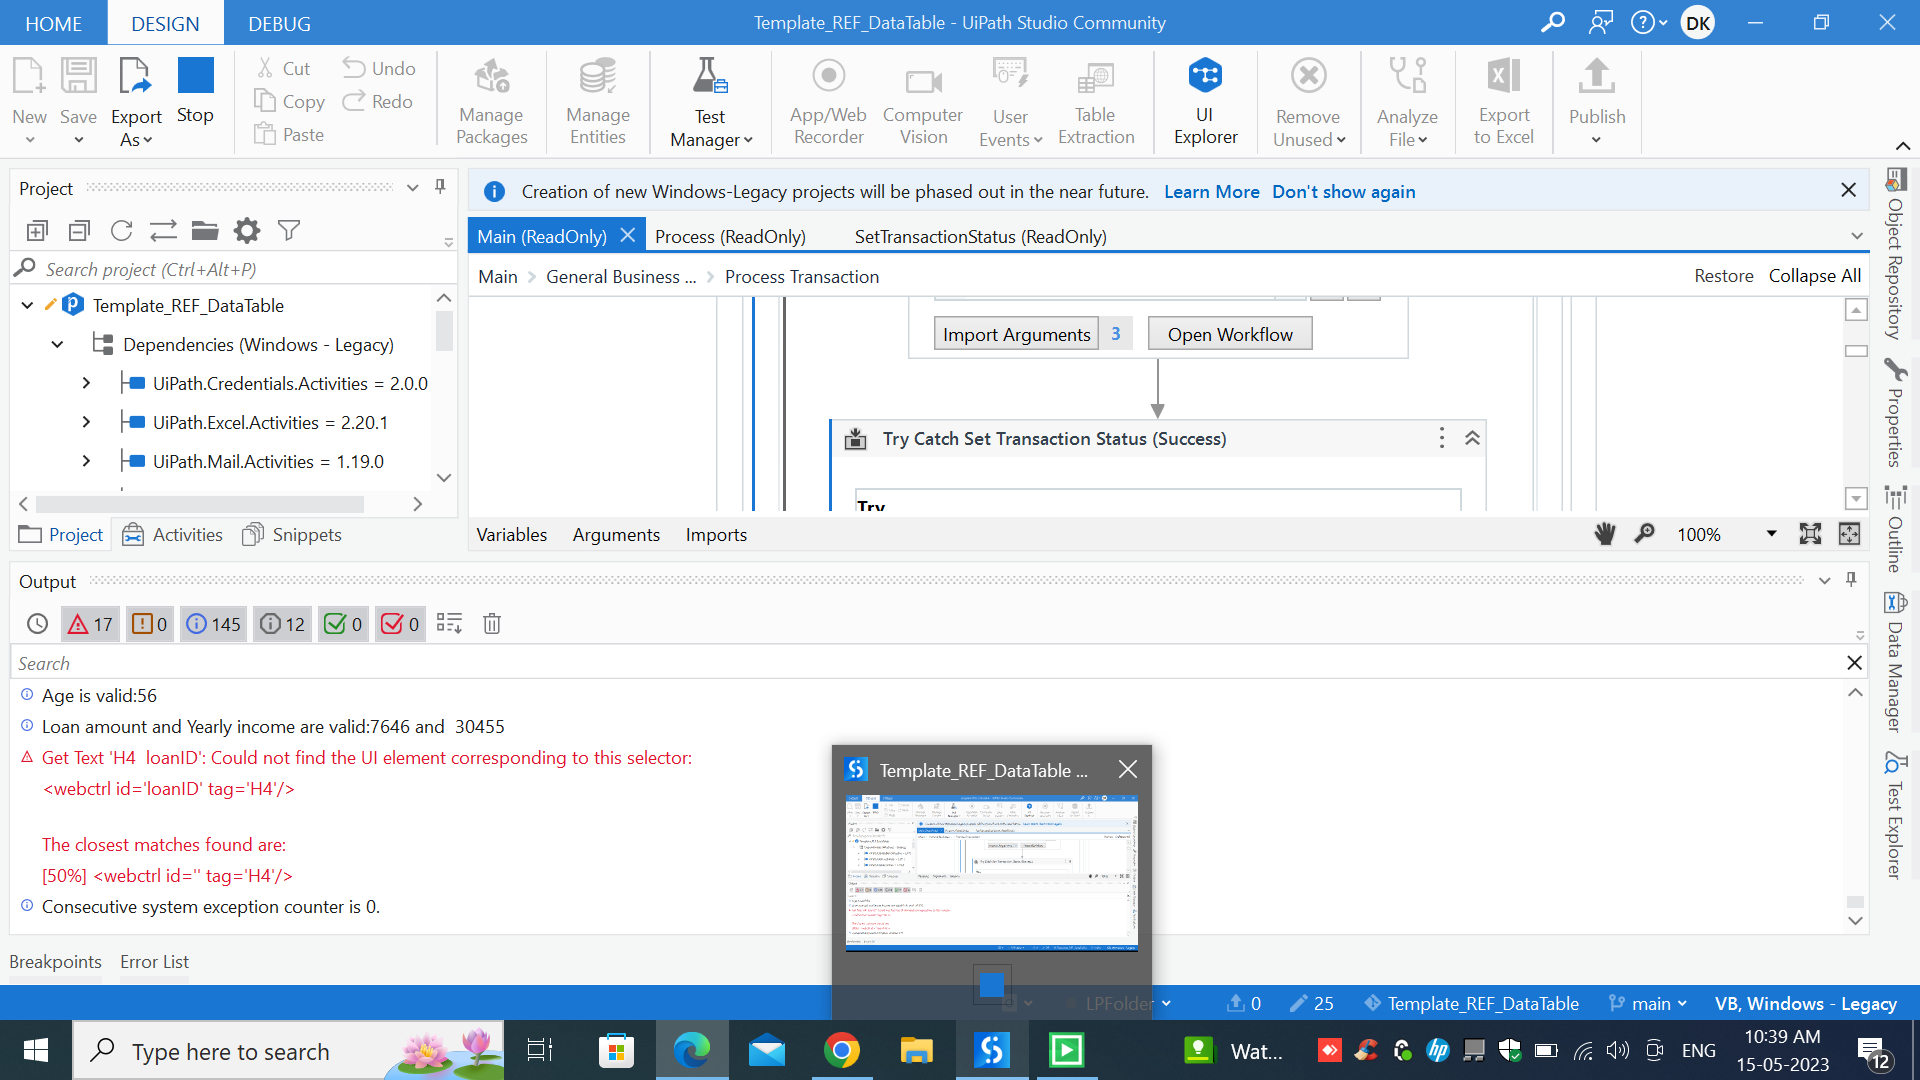 HOME DESIGN DEBUG
Template_REF_DataTable - UiPath Studio Community
DK
New
Save
Export As
Stop
Cut
Copy
Paste
Undo
Redo
Manage Packages
Manage Entities
Test Manager
App/Web Recorder
Computer Vision
User Events
Table Extraction
UI Explorer
Remove Unused
Analyze File
Export to Excel
Publish
Project
Search project (Ctrl+Alt+P)
Template_REF_DataTable
Dependencies (Windows - Legacy)
UiPath.Credentials.Activities = 2.0.0
UiPath.Excel.Activities = 2.20.1
UiPath.Mail.Activities = 1.19.0
Project Activities Snippets
Creation of new Windows-Legacy projects will be phased out in the near future. Learn More Don't show again
Main (ReadOnly) Process (ReadOnly) SetTransactionStatus (ReadOnly)
Main General Business ... Process Transaction
Restore Collapse All
Import Arguments 3 Open Workflow
Try Catch Set Transaction Status (Success)
Try
Variables Arguments Imports
100%
Object Repository
Properties
Outline
Data Manager
Test Explorer
Output
17 0 145 12 0 0
Search
Age is valid:56
Loan amount and Yearly income are valid:7646 and  30455
Get Text 'H4  loanID': Could not find the UI element corresponding to this selector:
<webctrl id='loanID' tag='H4'/>
The closest matches found are:
[50%] <webctrl id='' tag='H4'/>
Consecutive system exception counter is 0.
Template_REF_DataTable ...
Breakpoints Error List
LPFolder 0 25 Template_REF_DataTable main VB, Windows - Legacy
Type here to search
Wat...
ENG
10:39 AM
15-05-2023
12